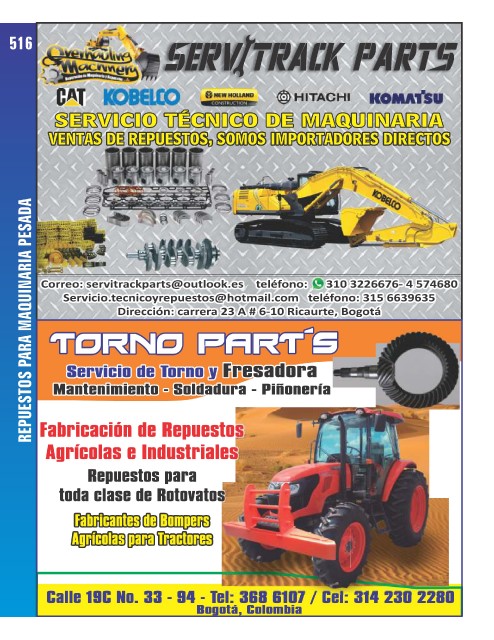 516
REPUESTOS PARA MAQUINARIA PESADA
Overhauling Machinery
SERVITRACK PARTS
CAT KOBELCO NEW HOLLAND CONSTRUCTION HITACHI KOMATSU
SERVICIO TÉCNICO DE MAQUINARIA
VENTAS DE REPUESTOS, SOMOS IMPORTADORES DIRECTOS
KOBELCO
Correo: servitrackparts@outlook.es teléfono: 310 3226676- 4 574680
Servicio.tecnicoyrepuestos@hotmail.com teléfono: 315 6639635
Dirección: carrera 23 A # 6-10 Ricaurte, Bogotá
TORNO PART´S
Servicio de Torno y Fresadora
Mantenimiento - Soldadura - Piñonería
Fabricación de Repuestos
Agrícolas e Industriales
Repuestos para
toda clase de Rotovatos
Fabricantes de Bompers
Agrícolas para Tractores
Calle 19C No. 33 - 94 - Tel: 368 6107 / Cel: 314 230 2280
Bogotá, Colombia